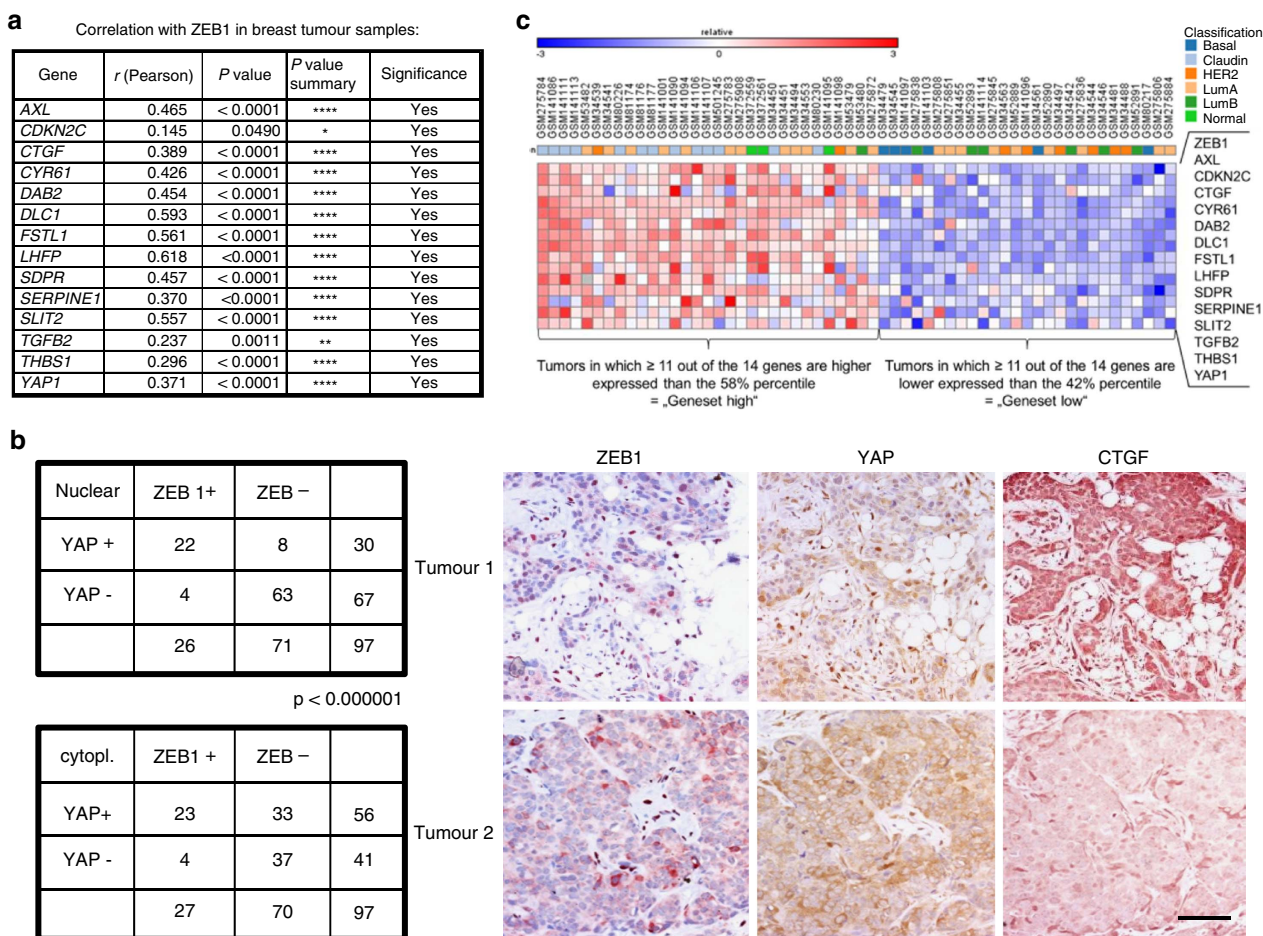 a
Correlation with ZEB1 in breast tumour samples:
Gene r (Pearson) P value P value summary Significance
AXL 0.465 < 0.0001 **** Yes
CDKN2C 0.145 0.0490 * Yes
CTGF 0.389 < 0.0001 **** Yes
CYR61 0.426 < 0.0001 **** Yes
DAB2 0.454 < 0.0001 **** Yes
DLC1 0.593 < 0.0001 **** Yes
FSTL1 0.561 < 0.0001 **** Yes
LHFP 0.618 <0.0001 **** Yes
SDPR 0.457 < 0.0001 **** Yes
SERPINE1 0.370 <0.0001 **** Yes
SLIT2 0.557 < 0.0001 **** Yes
TGFB2 0.237 0.0011 ** Yes
THBS1 0.296 < 0.0001 **** Yes
YAP1 0.371 < 0.0001 **** Yes
c
relative
-3 0 3
Classification
Basal
Claudin
HER2
LumA
LumB
Normal
ZEB1
AXL
CDKN2C
CTGF
CYR61
DAB2
DLC1
FSTL1
LHFP
SDPR
SERPINE1
SLIT2
TGFB2
THBS1
YAP1
Tumors in which ≥ 11 out of the 14 genes are higher
expressed than the 58% percentile
= „Geneset high“
Tumors in which ≥ 11 out of the 14 genes are
lower expressed than the 42% percentile
= „Geneset low“
b
Nuclear ZEB 1+ ZEB –
YAP + 22 8 30
YAP - 4 63 67
26 71 97
p < 0.000001
cytopl. ZEB1 + ZEB –
YAP+ 23 33 56
YAP - 4 37 41
27 70 97
ZEB1 YAP CTGF
Tumour 1
Tumour 2